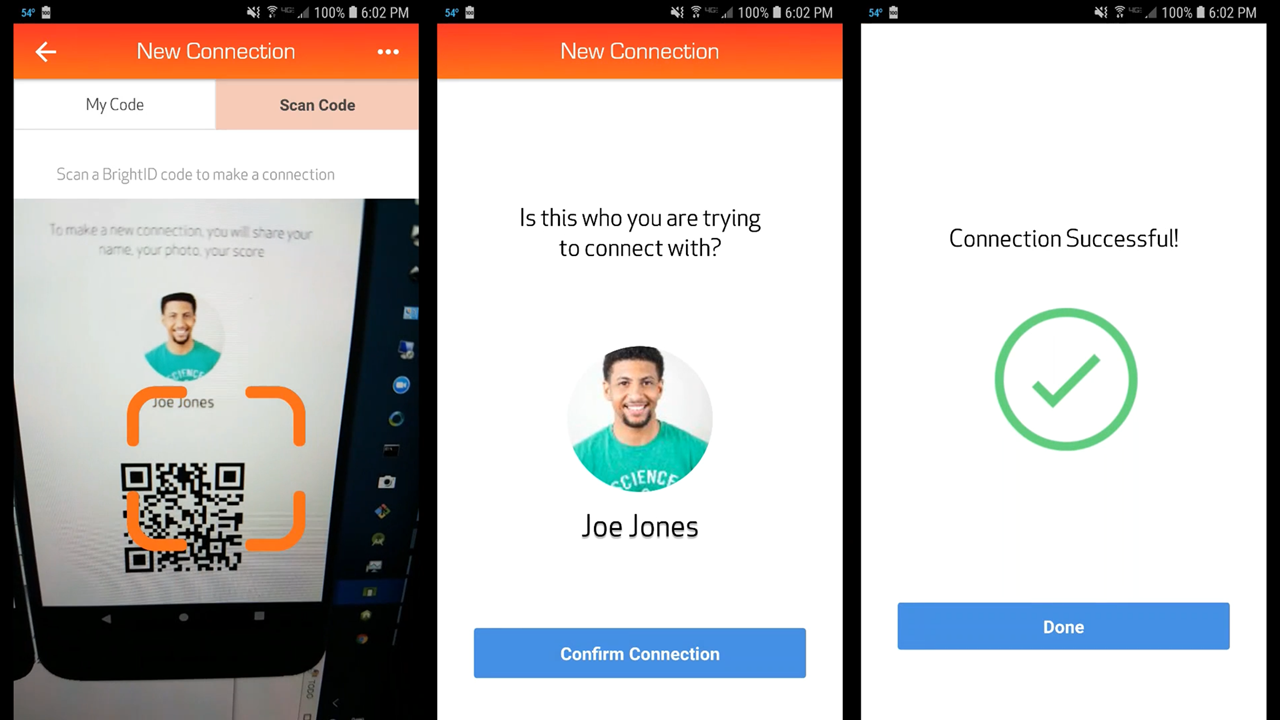 54° 100% 6:02 PM
New Connection
My Code
Scan Code
Scan a BrightID code to make a connection
To make a new connection, you will share your
name, your photo, your score
SCIENC
Joe Jones
54° 100% 6:02 PM
New Connection
Is this who you are trying
to connect with?
SCIENCE
Joe Jones
Confirm Connection
54° 100% 6:02 PM
Connection Successful!
Done